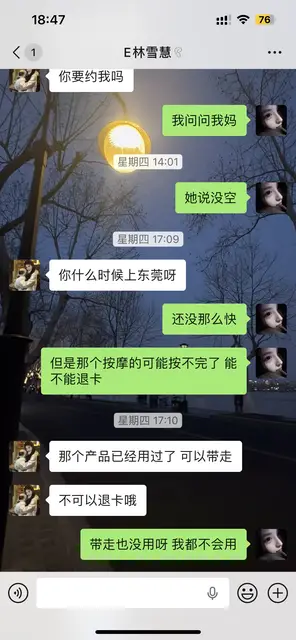 18:47
76
1
E林雪慧
你要约我吗
我问问我妈
星期四 14:01
她说没空
星期四 17:09
你什么时候上东莞呀
还没那么快
但是那个按摩的可能按不完了 能
不能退卡
星期四 17:10
那个产品已经用过了 可以带走
不可以退卡哦
带走也没用呀 我都不会用